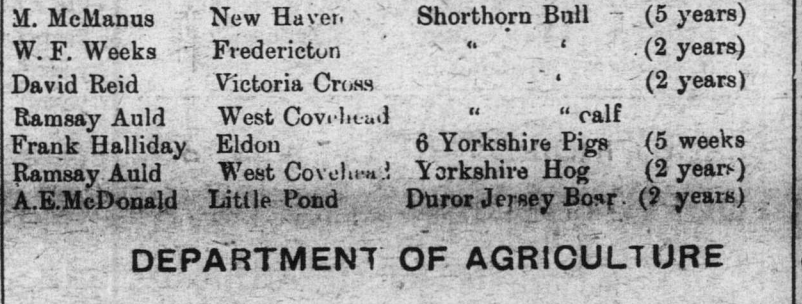 M. McManus New Haven Shorthorn Bull (5 years)
W. F. Weeks Fredericton “ ‘ (2 years)
David Reid Victoria Cross ‘ (2 years)
Ramsay Auld West Covehead “ “ calf
Frank Halliday Eldon 6 Yorkshire Pigs (5 weeks
Ramsay Auld West Covehead Yorkshire Hog (2 years)
A.E.McDonald Little Pond Duror Jersey Boar. (2 years)
DEPARTMENT OF AGRICULTURE